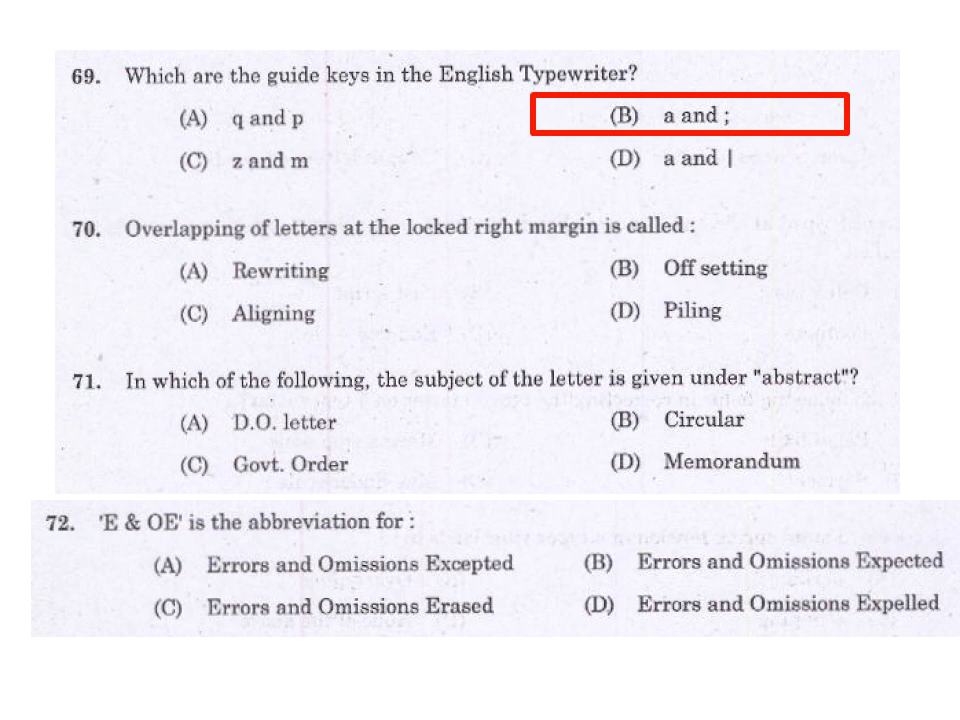 69. Which are the guide keys in the English Typewriter?
(A) q and p (B) a and ;
(C) z and m (D) a and |
70. Overlapping of letters at the locked right margin is called :
(A) Rewriting (B) Off setting
(C) Aligning (D) Piling
71. In which of the following, the subject of the letter is given under "abstract"?
(A) D.O. letter (B) Circular
(C) Govt. Order (D) Memorandum
72. 'E & OE' is the abbreviation for :
(A) Errors and Omissions Excepted (B) Errors and Omissions Expected
(C) Errors and Omissions Erased (D) Errors and Omissions Expelled